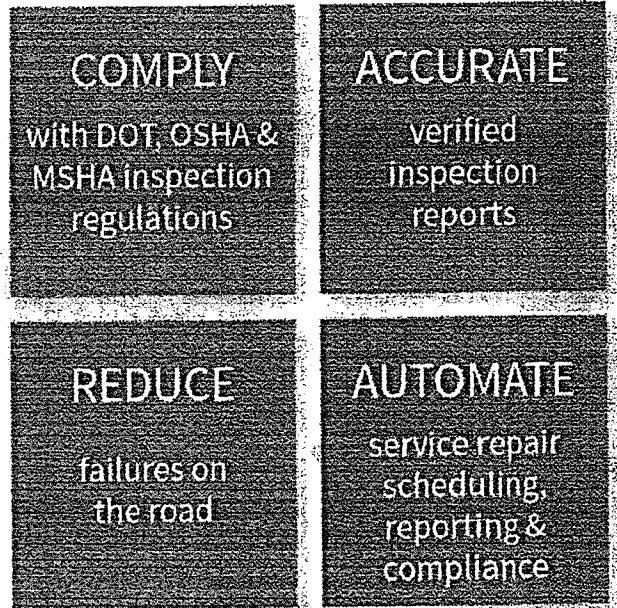 COMPLY
with DOT, OSHA &
MSHA inspection
regulations
ACCURATE
verified
inspection
reports
REDUCE
failures on
the road
AUTOMATE
service repair
scheduling,
reporting &
compliance